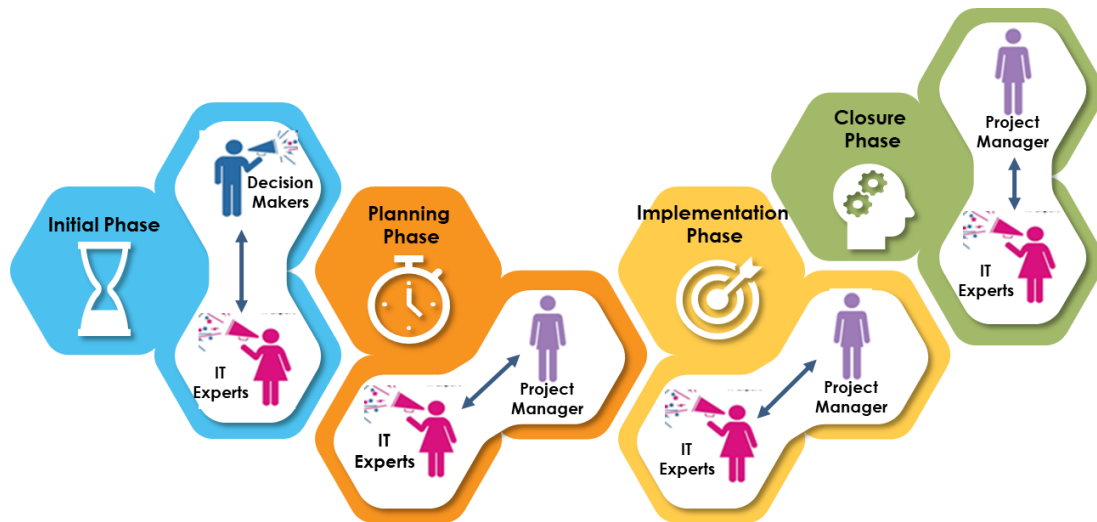 Initial Phase
Decision
Makers
IT
Experts
Planning
Phase
Project
Manager
IT
Experts
Implementation
Phase
Project
Manager
IT
Experts
Closure
Phase
Project
Manager
IT
Experts